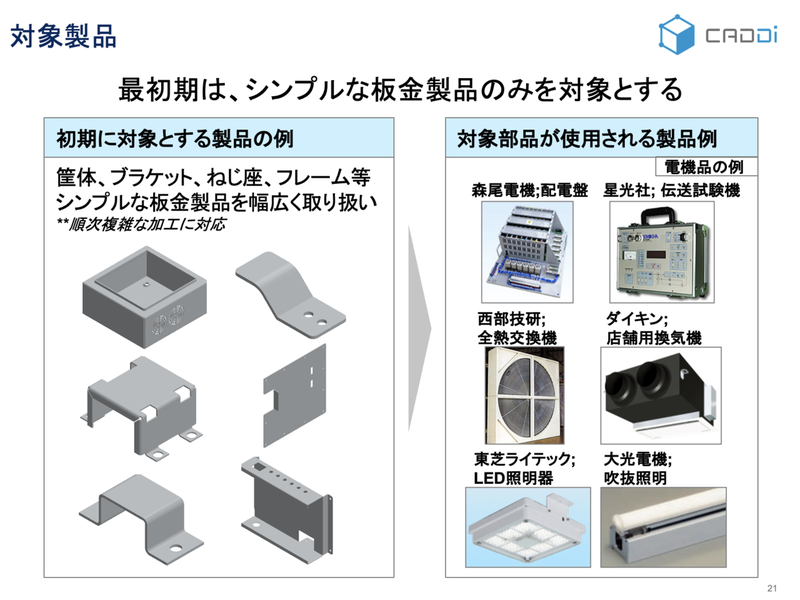 対象製品
CADDi
最初期は、シンプルな板金製品のみを対象とする
初期に対象とする製品の例
筐体、ブラケット、ねじ座、フレーム等
シンプルな板金製品を幅広く取り扱い
**順次複雑な加工に対応
対象部品が使用される製品例
電機品の例
森尾電機;配電盤
星光社; 伝送試験機
西部技研;
全熱交換機
ダイキン;
店舗用換気機
東芝ライテック;
LED照明器
大光電機;
吹抜照明
21